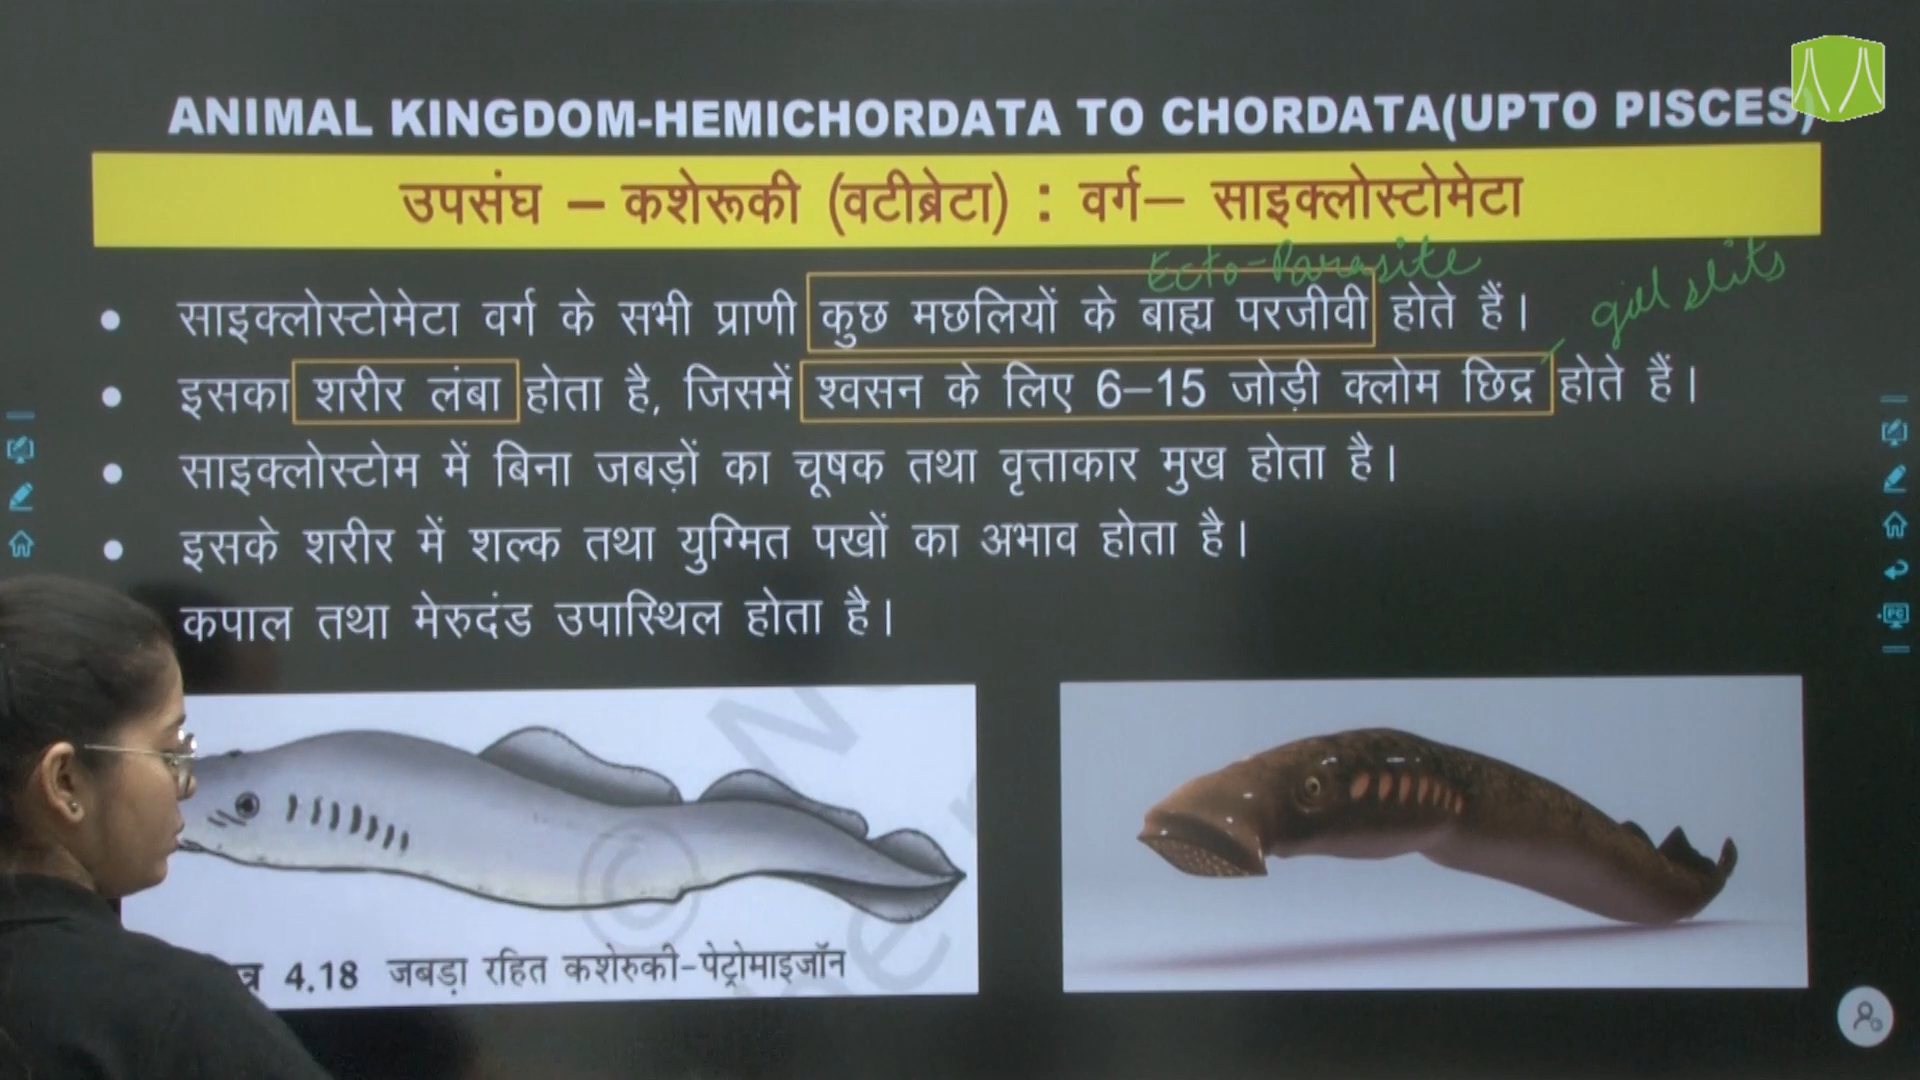 ANIMAL KINGDOM-HEMICHORDATA TO CHORDATA(UPTO PISCES)
उपसंघ – कशेरूकी (वर्टीब्रेटा) : वर्ग– साइक्लोस्टोमेटा
Ecto-Parasite
gill slits
• साइक्लोस्टोमेटा वर्ग के सभी प्राणी कुछ मछलियों के बाह्य परजीवी होते हैं।
• इसका शरीर लंबा होता है, जिसमें श्वसन के लिए 6–15 जोड़ी क्लोम छिद्र होते हैं।
• साइक्लोस्टोम में बिना जबड़ों का चूषक तथा वृत्ताकार मुख होता है।
• इसके शरीर में शल्क तथा युग्मित पखों का अभाव होता है।
कपाल तथा मेरुदंड उपास्थिल होता है।
4.18 जबड़ा रहित कशेरुकी-पेट्रोमाइजॉन
PC